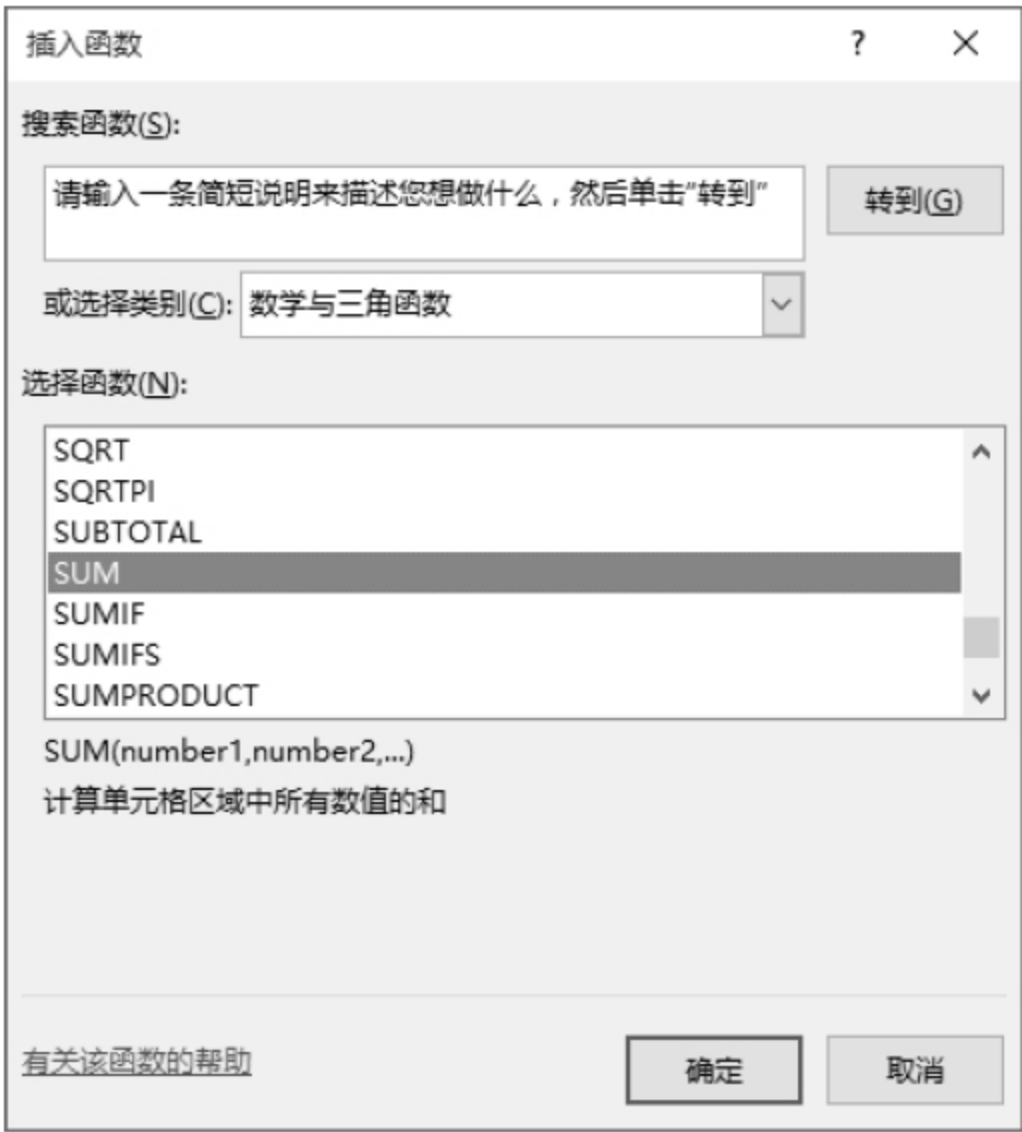 插入函数 ?
搜索函数(S):
请输入一条简短说明来描述您想做什么，然后单击"转到"
转到(G)
或选择类别(C): 数学与三角函数
选择函数(N):
SQRT
SQRTPI
SUBTOTAL
SUM
SUMIF
SUMIFS
SUMPRODUCT
SUM(number1,number2,...)
计算单元格区域中所有数值的和
有关该函数的帮助
确定 取消